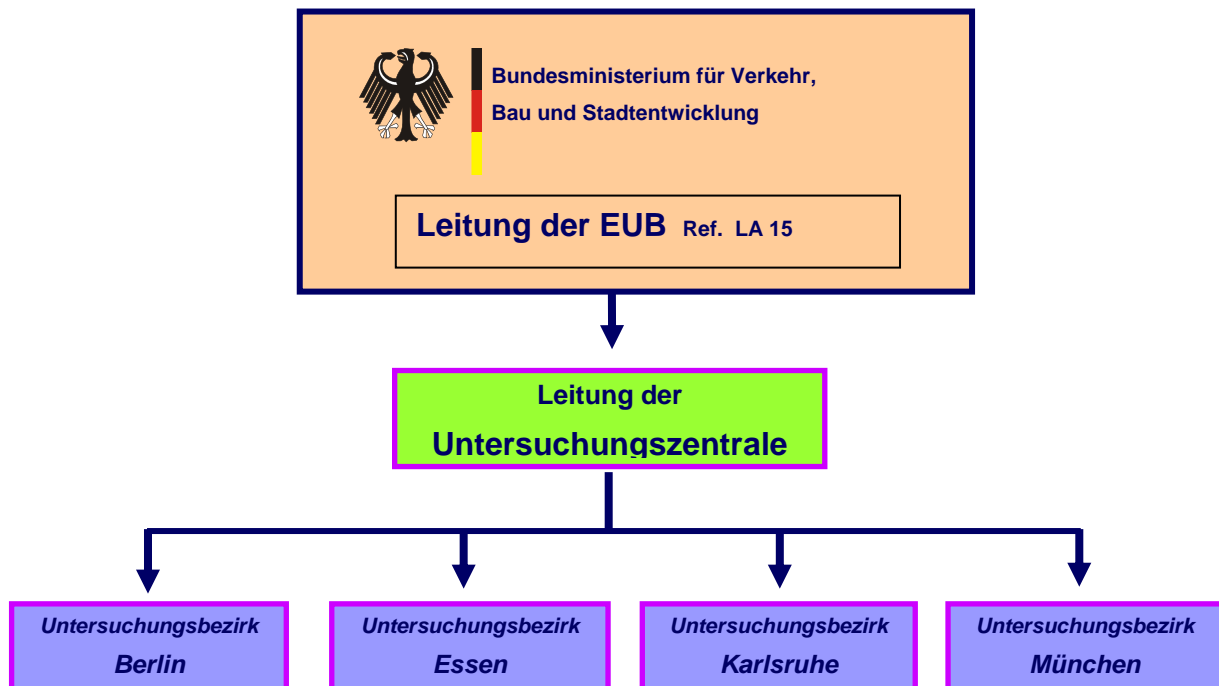 Bundesministerium für Verkehr,
Bau und Stadtentwicklung
Leitung der EUB Ref. LA 15
Leitung der
Untersuchungszentrale
Untersuchungsbezirk
Berlin
Untersuchungsbezirk
Essen
Untersuchungsbezirk
Karlsruhe
Untersuchungsbezirk
München